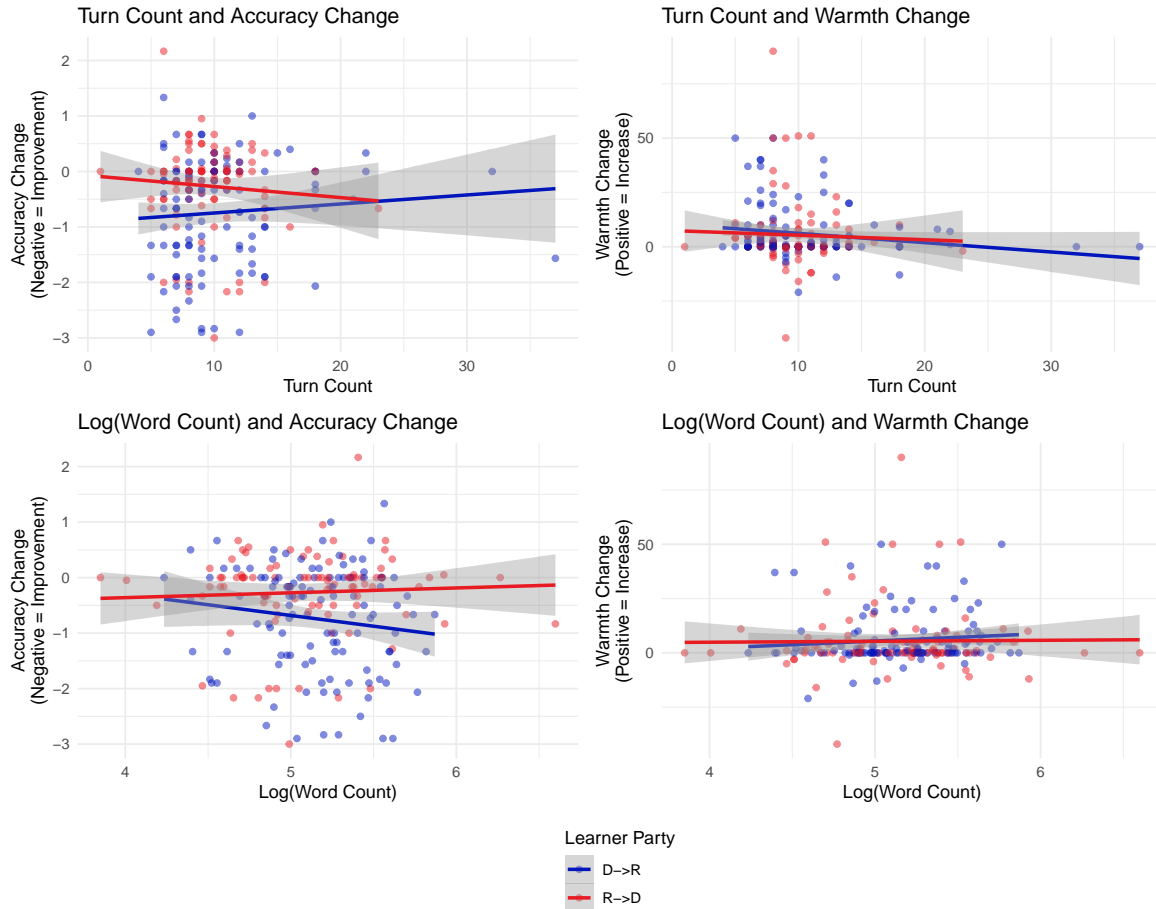 Turn Count and Accuracy Change
Accuracy Change
(Negative = Improvement)
2
1
0
−1
−2
−3
0
10
20
30
Turn Count
Turn Count and Warmth Change
Warmth Change
(Positive = Increase)
50
0
0
10
20
30
Turn Count
Log(Word Count) and Accuracy Change
Accuracy Change
(Negative = Improvement)
2
1
0
−1
−2
−3
4
5
6
Log(Word Count)
Log(Word Count) and Warmth Change
Warmth Change
(Positive = Increase)
50
0
4
5
6
Log(Word Count)
Learner Party
D−>R
R−>D